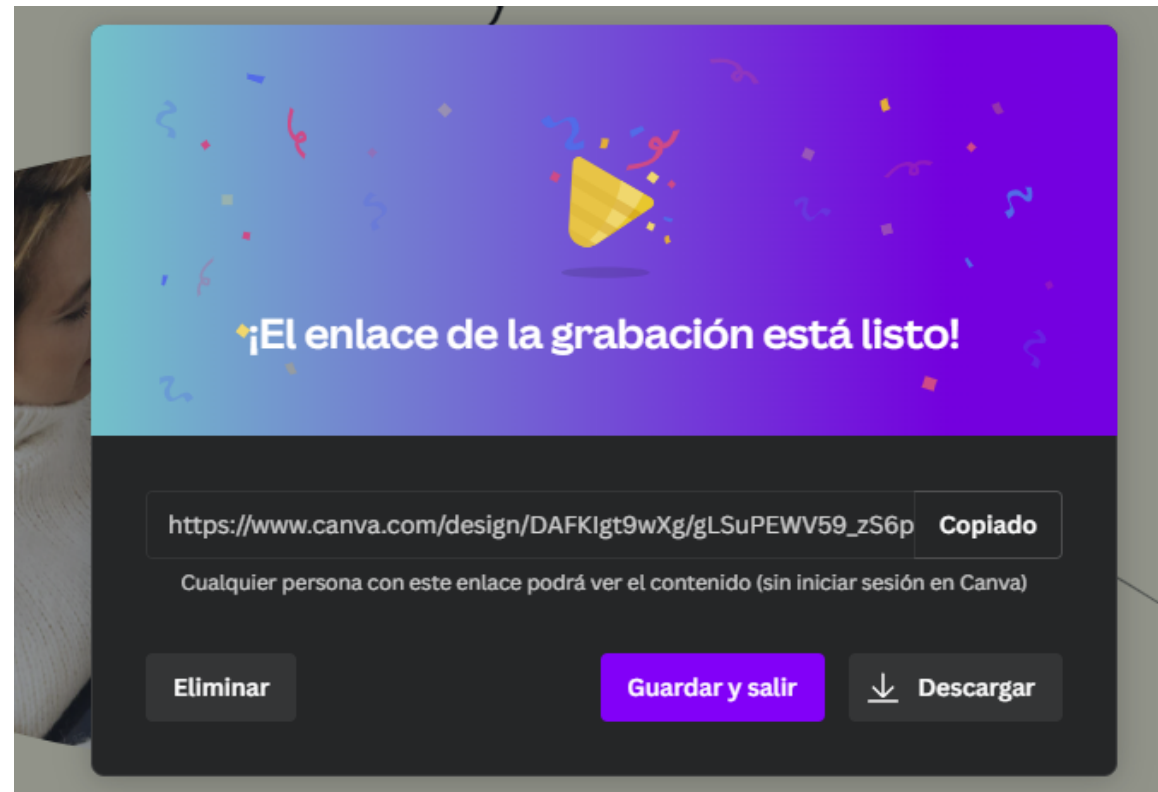 ¡El enlace de la grabación está listo!
https://www.canva.com/design/DAFKIgt9wXg/gLSuPEWV59_zS6p
Copiado
Cualquier persona con este enlace podrá ver el contenido (sin iniciar sesión en Canva)
Eliminar
Guardar y salir
Descargar